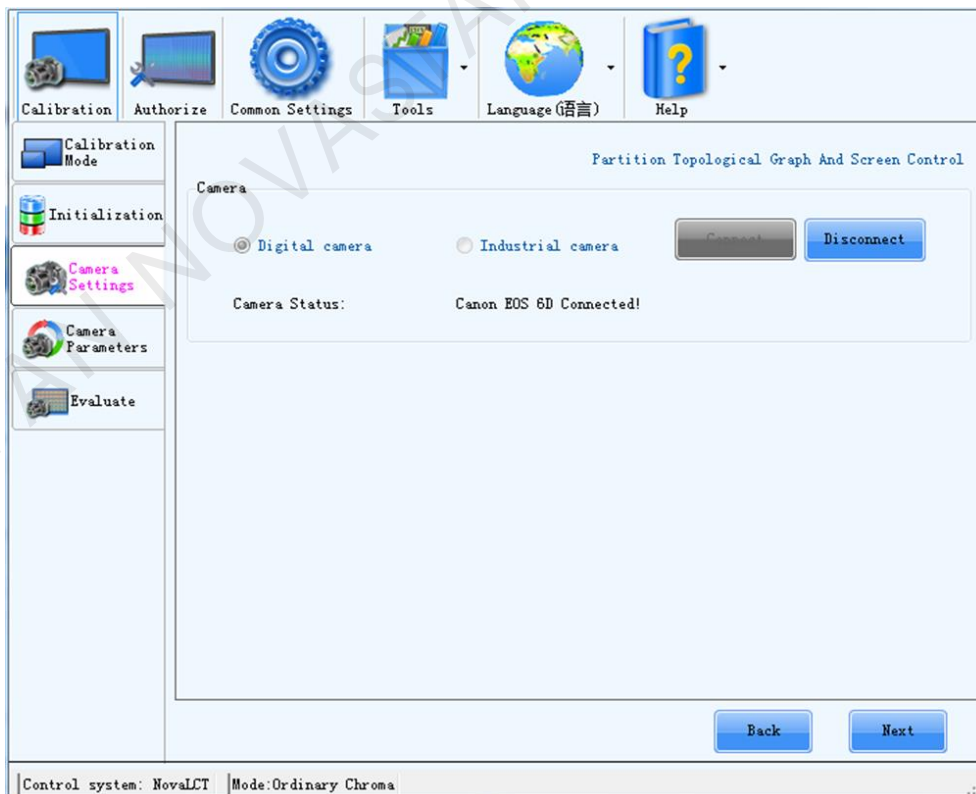 Calibration Authorize Common Settings Tools Language(语言) Help
Calibration
Mode
Initialization
Camera
Settings
Camera
Parameters
Evaluate
Partition Topological Graph And Screen Control
Camera
Digital camera Industrial camera Connect Disconnect
Camera Status: Canon EOS 6D Connected!
Back Next
Control system: NovaLCT Mode:Ordinary Chroma